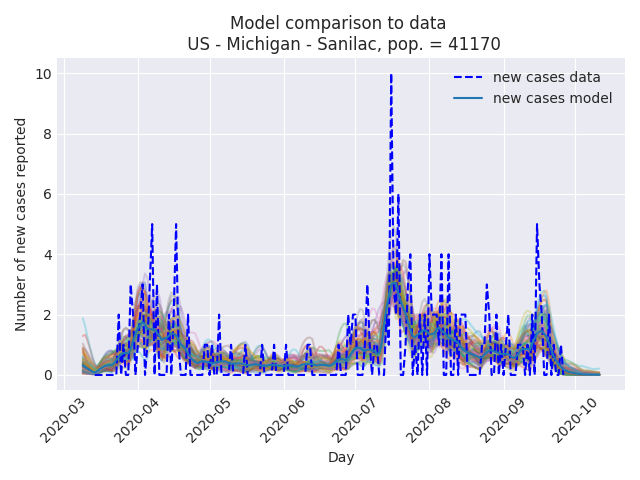 Model comparison to data
US - Michigan - Sanilac, pop. = 41170
new cases data
new cases model
Number of new cases reported
10
8
6
4
2
0
2020-03
2020-04
2020-05
2020-06
2020-07
2020-08
2020-09
2020-10
Day